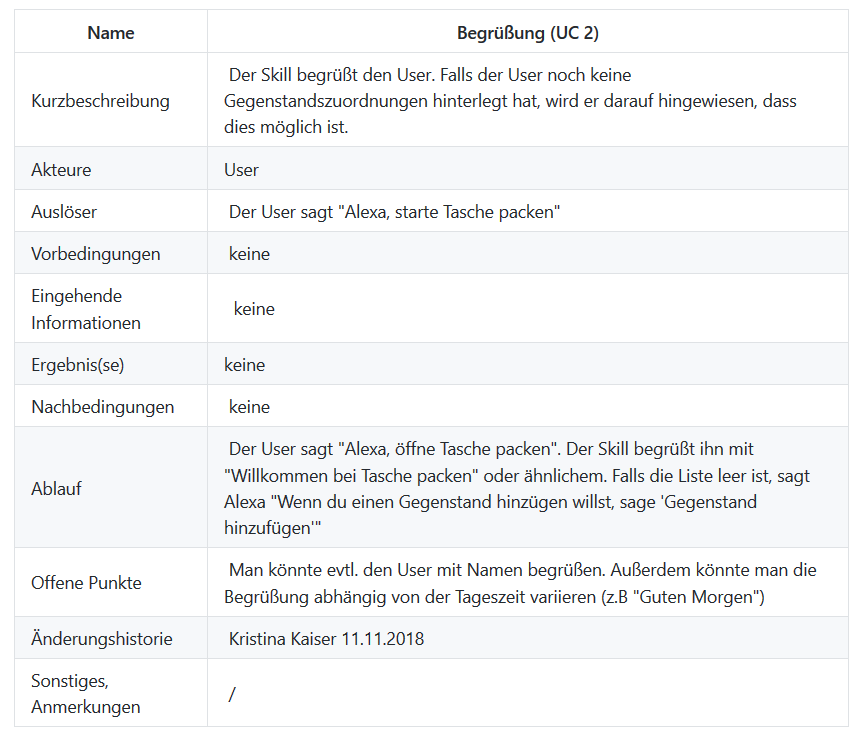 Name Begrüßung (UC 2)
Kurzbeschreibung
Der Skill begrüßt den User. Falls der User noch keine
Gegenstandszuordnungen hinterlegt hat, wird er darauf hingewiesen, dass
dies möglich ist.
Akteure User
Auslöser Der User sagt "Alexa, starte Tasche packen"
Vorbedingungen keine
Eingehende
Informationen
keine
Ergebnis(se) keine
Nachbedingungen keine
Ablauf
Der User sagt "Alexa, öffne Tasche packen". Der Skill begrüßt ihn mit
"Willkommen bei Tasche packen" oder ähnlichem. Falls die Liste leer ist, sagt
Alexa "Wenn du einen Gegenstand hinzügen willst, sage 'Gegenstand
hinzufügen'"
Offene Punkte
Man könnte evtl. den User mit Namen begrüßen. Außerdem könnte man die
Begrüßung abhängig von der Tageszeit variieren (z.B "Guten Morgen")
Änderungshistorie Kristina Kaiser 11.11.2018
Sonstiges,
Anmerkungen
/